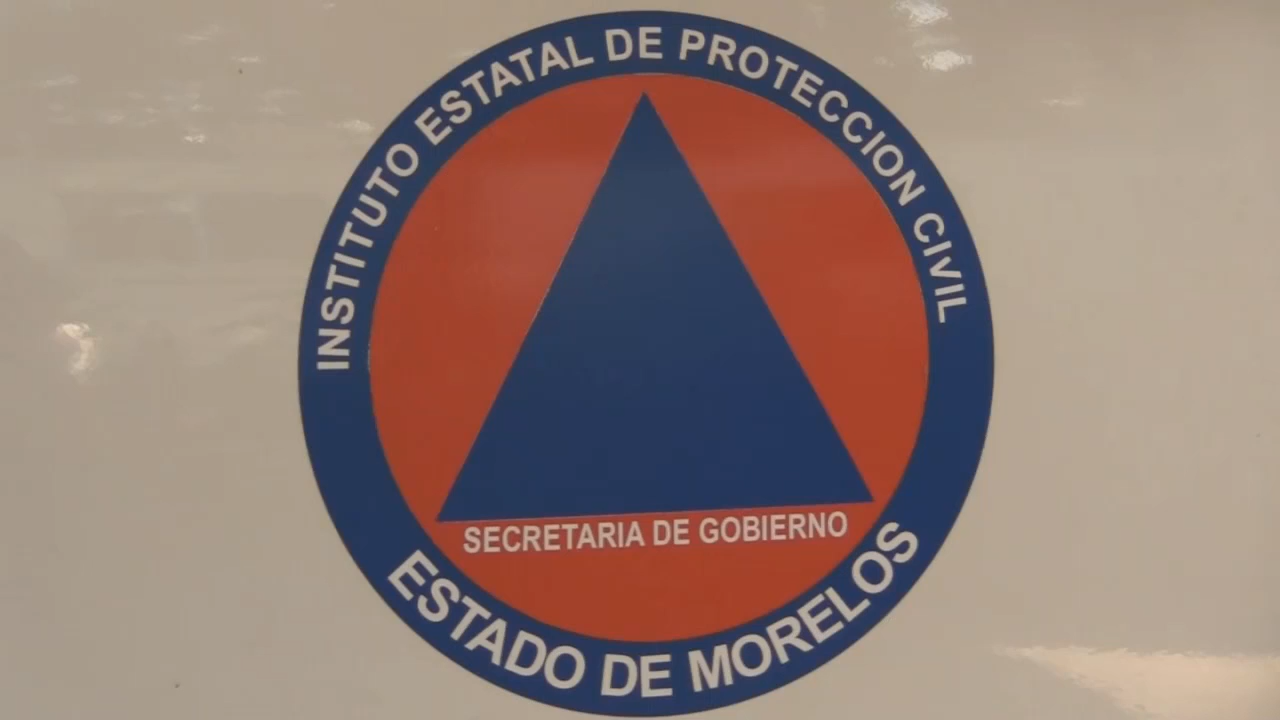 INSTITUTO ESTATAL DE PROTECCION CIVIL
SECRETARIA DE GOBIERNO
ESTADO DE MORELOS